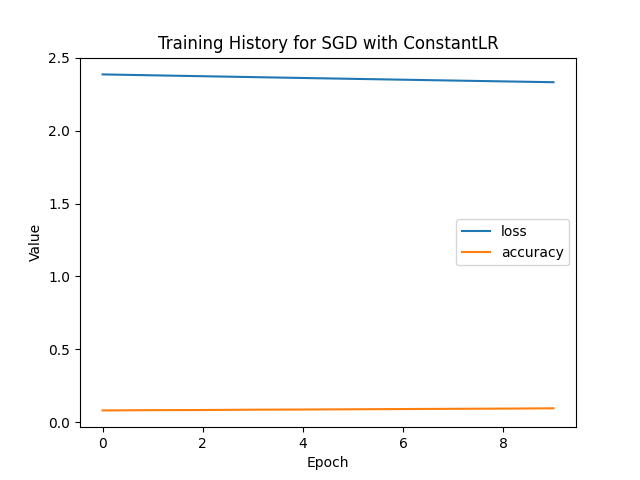 Training History for SGD with ConstantLR
2.5
2.0
1.5
1.0
0.5
0.0
Value
loss
accuracy
0 2 4 6 8
Epoch